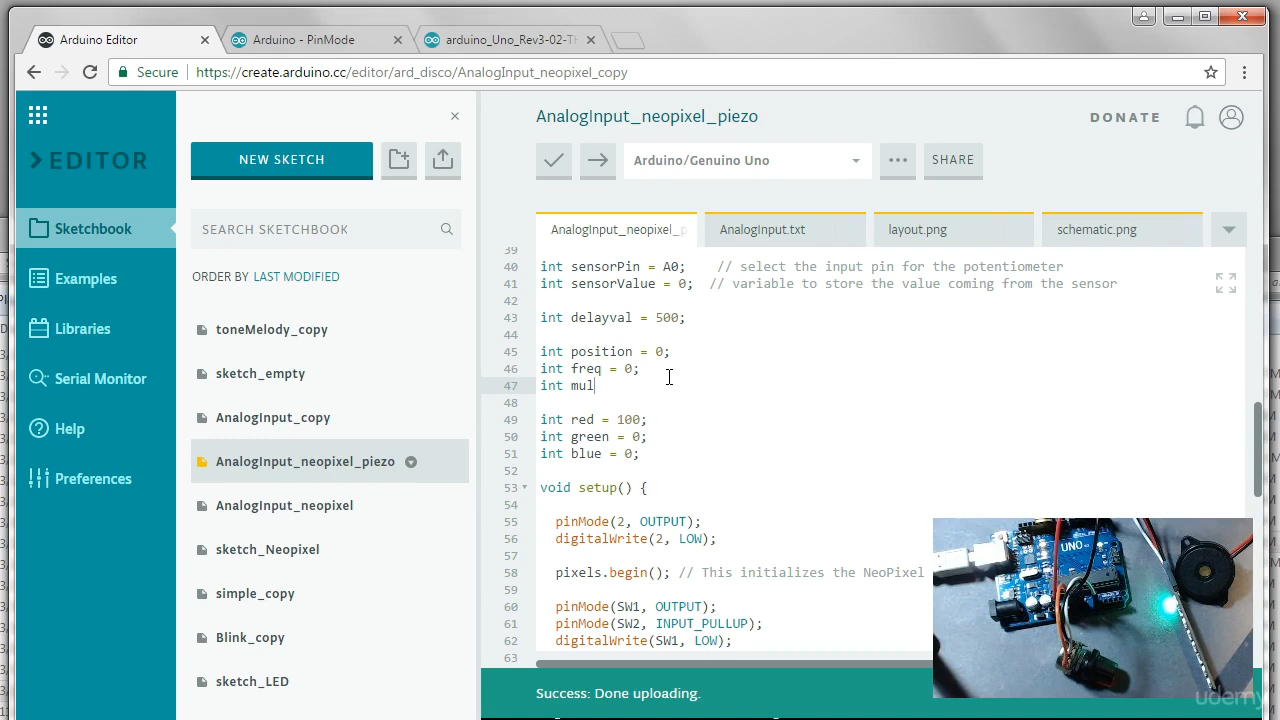 Arduino Editor
Arduino - PinMode
arduino_Uno_Rev3-02-TH
Secure
https://create.arduino.cc/editor/ard_disco/AnalogInput_neopixel_copy
EDITOR
Sketchbook
Examples
Libraries
Serial Monitor
Help
Preferences
NEW SKETCH
SEARCH SKETCHBOOK
ORDER BY LAST MODIFIED
toneMelody_copy
sketch_empty
AnalogInput_copy
AnalogInput_neopixel_piezo
AnalogInput_neopixel
sketch_Neopixel
simple_copy
Blink_copy
sketch_LED
AnalogInput_neopixel_piezo
DONATE
Arduino/Genuino Uno
SHARE
AnalogInput_neopixel_p
AnalogInput.txt
layout.png
schematic.png
39
40 int sensorPin = A0; // select the input pin for the potentiometer
41 int sensorValue = 0; // variable to store the value coming from the sensor
42
43 int delayval = 500;
44
45 int position = 0;
46 int freq = 0;
47 int mul
48
49 int red = 100;
50 int green = 0;
51 int blue = 0;
52
53 void setup() {
54
55 pinMode(2, OUTPUT);
56 digitalWrite(2, LOW);
57
58 pixels.begin(); // This initializes the NeoPixel
59
60 pinMode(SW1, OUTPUT);
61 pinMode(SW2, INPUT_PULLUP);
62 digitalWrite(SW1, LOW);
63
Success: Done uploading.
UNO
udemy